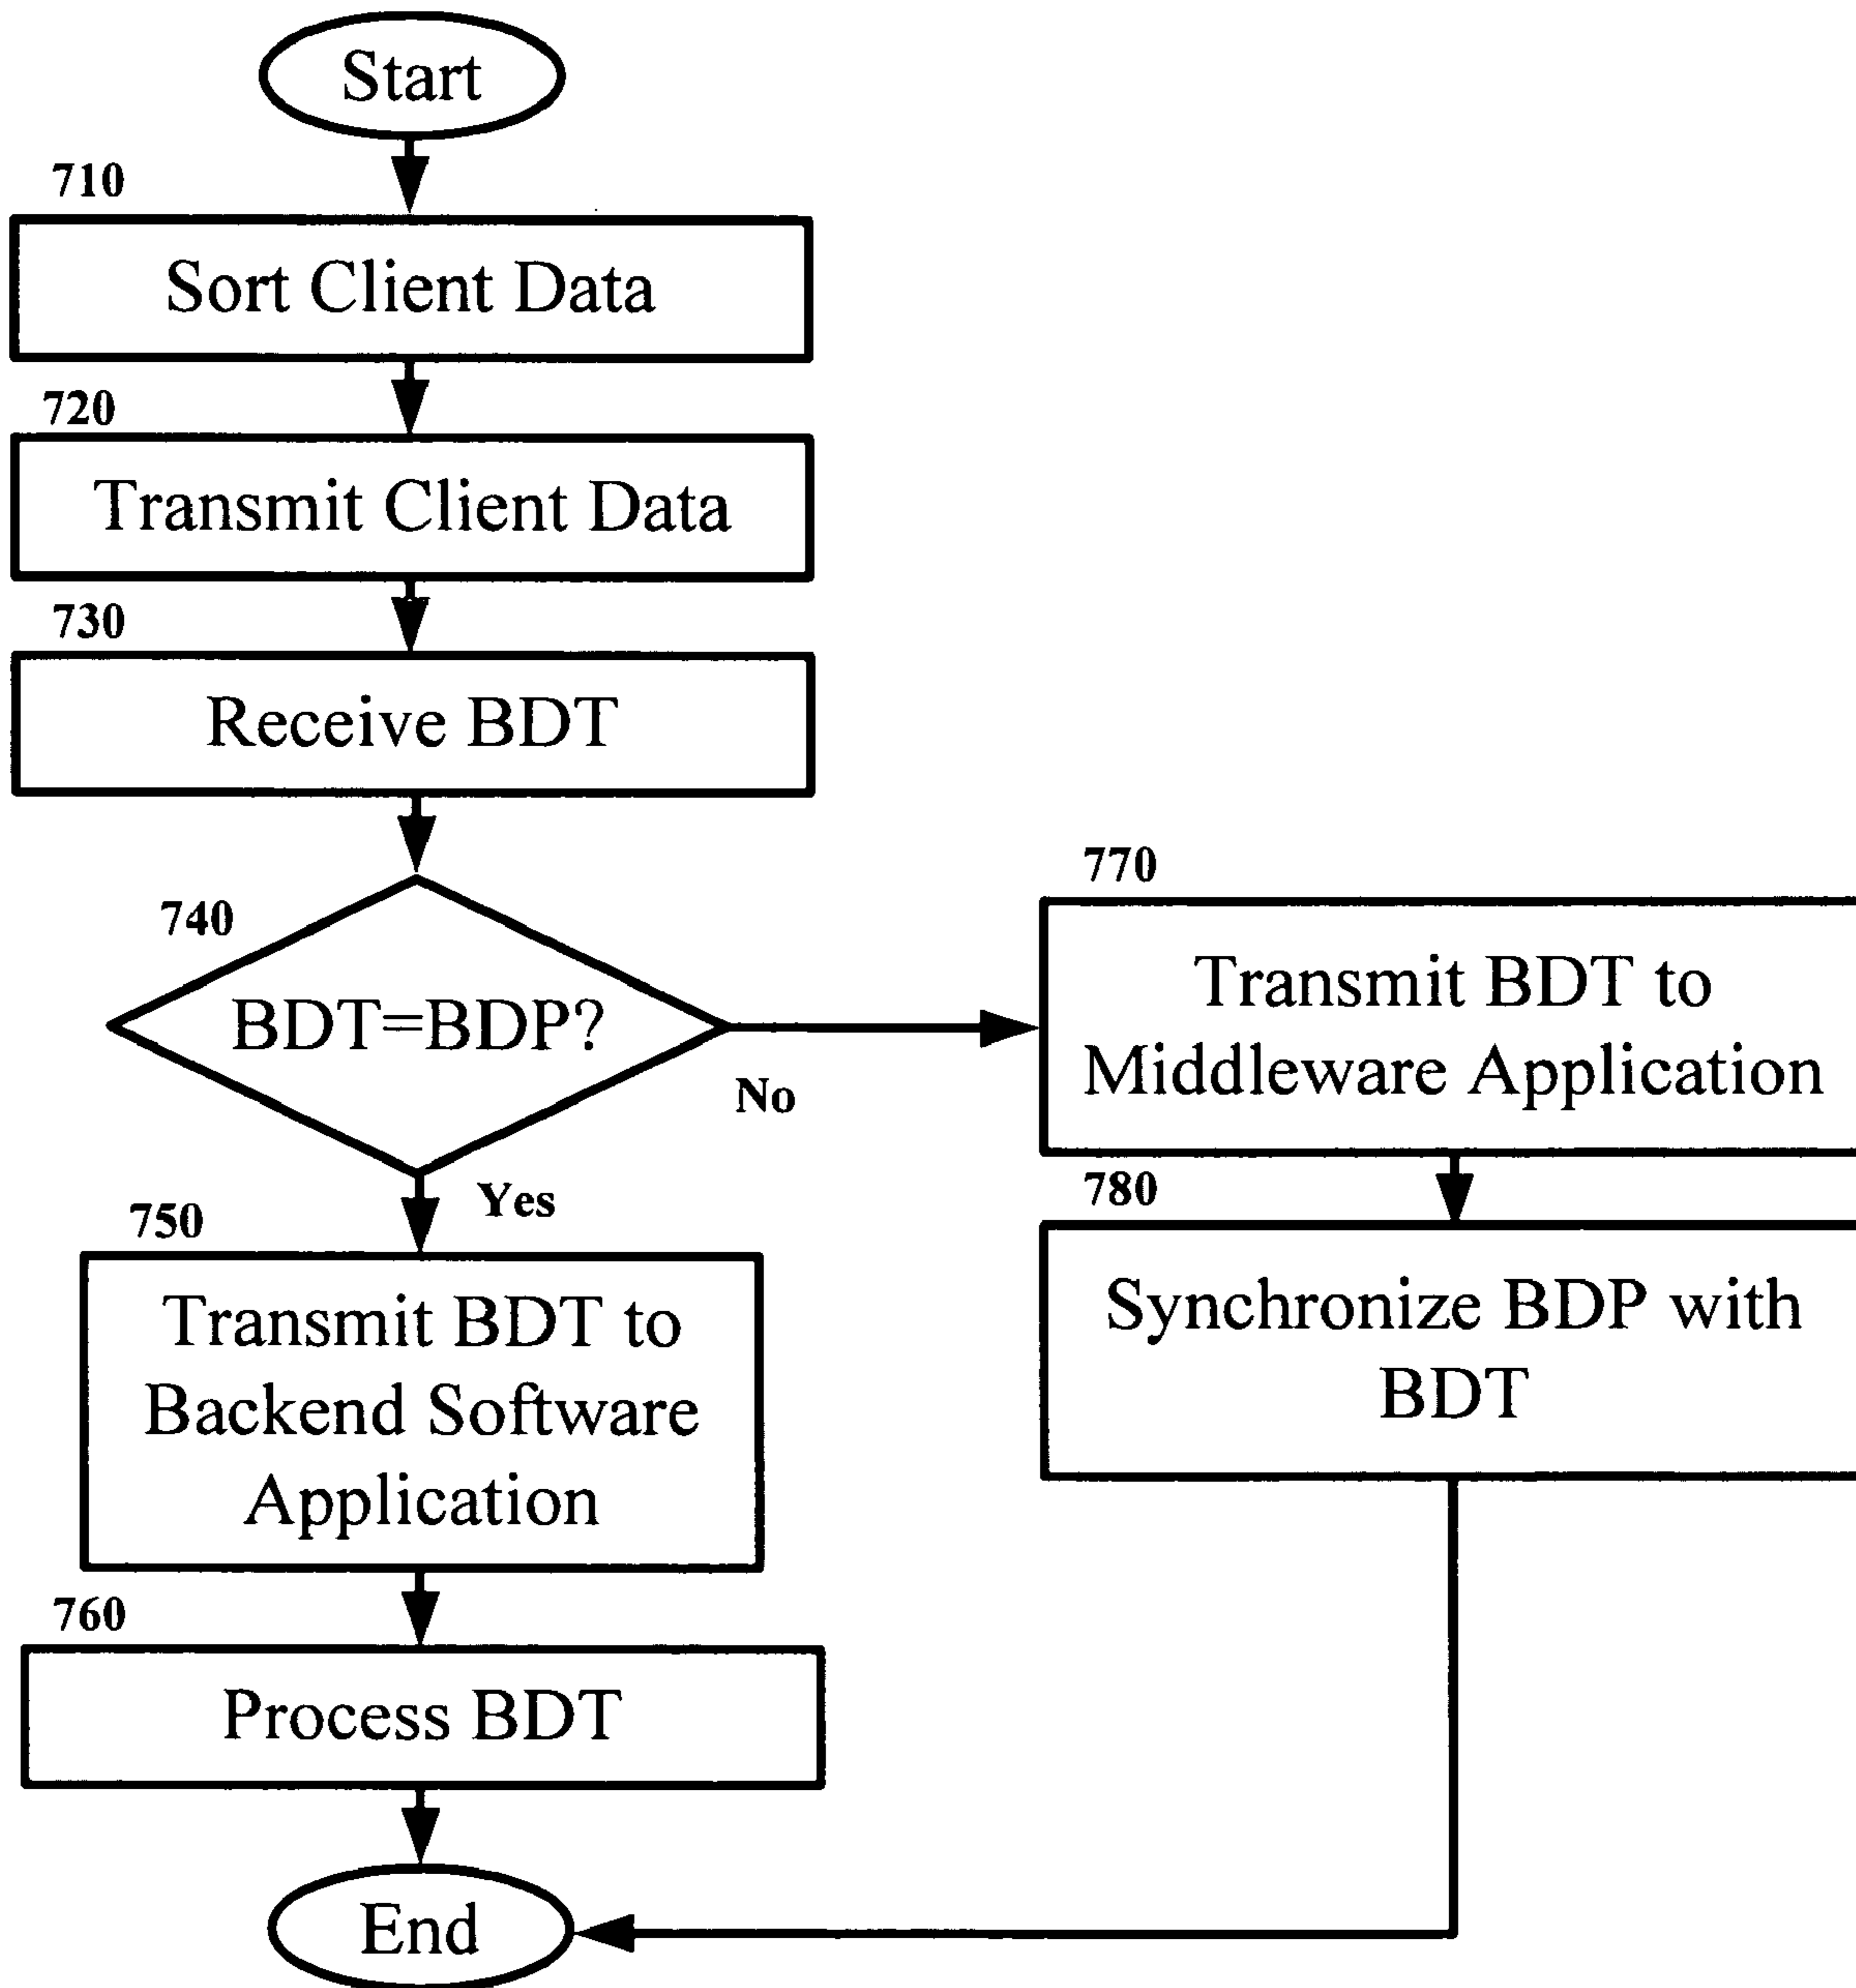 Start
710
Sort Client Data
720
Transmit Client Data
730
Receive BDT
740
BDT=BDP?
No
Yes
750
Transmit BDT to
Backend Software
Application
760
Process BDT
770
Transmit BDT to
Middleware Application
780
Synchronize BDP with
BDT
End